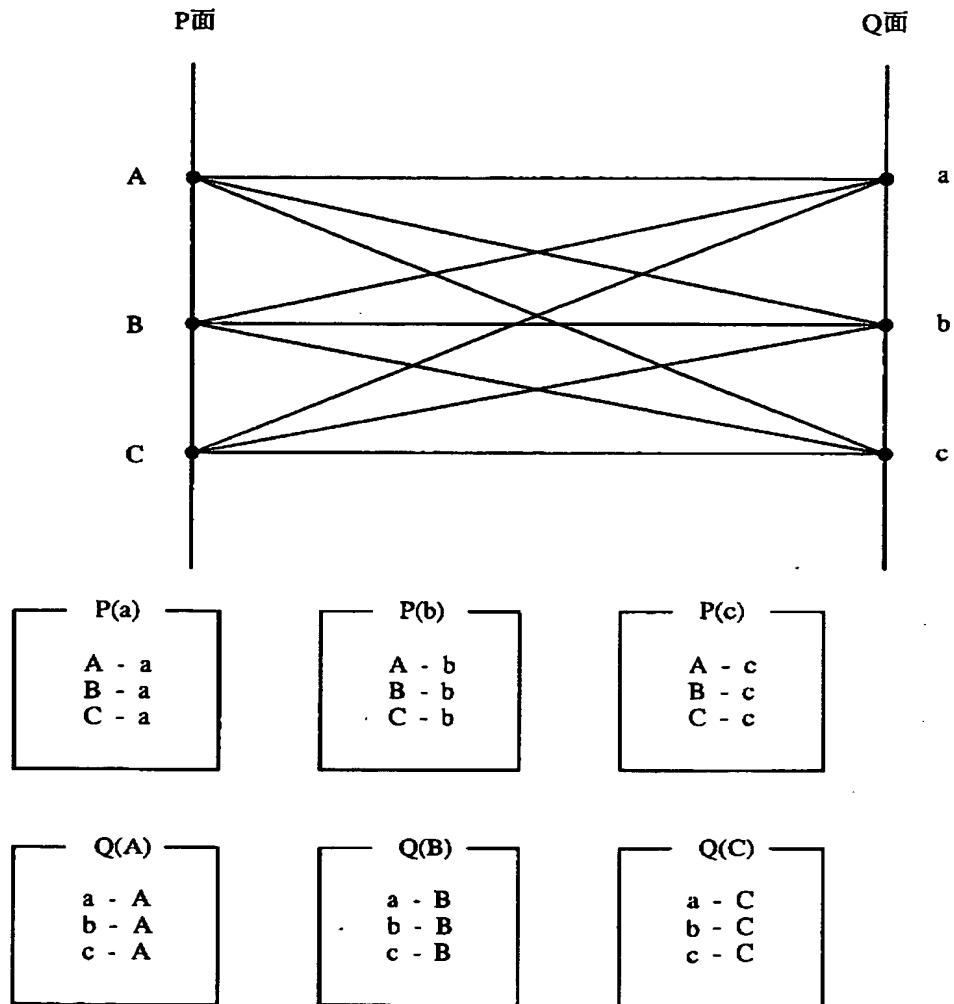 P面 Q面
A a
B b
C c
P(a) P(b) P(c)
A - a A - b A - c
B - a B - b B - c
C - a C - b C - c
Q(A) Q(B) Q(C)
a - A a - B a - C
b - A b - B b - C
c - A c - B c - C